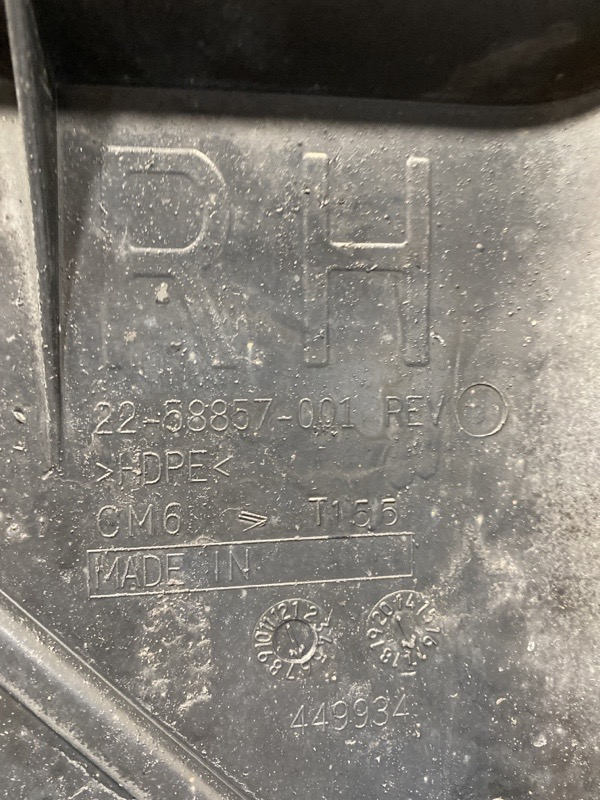 RH
22-58857-001 REV
>HDPE<
CM6 T155
MADE IN
449934